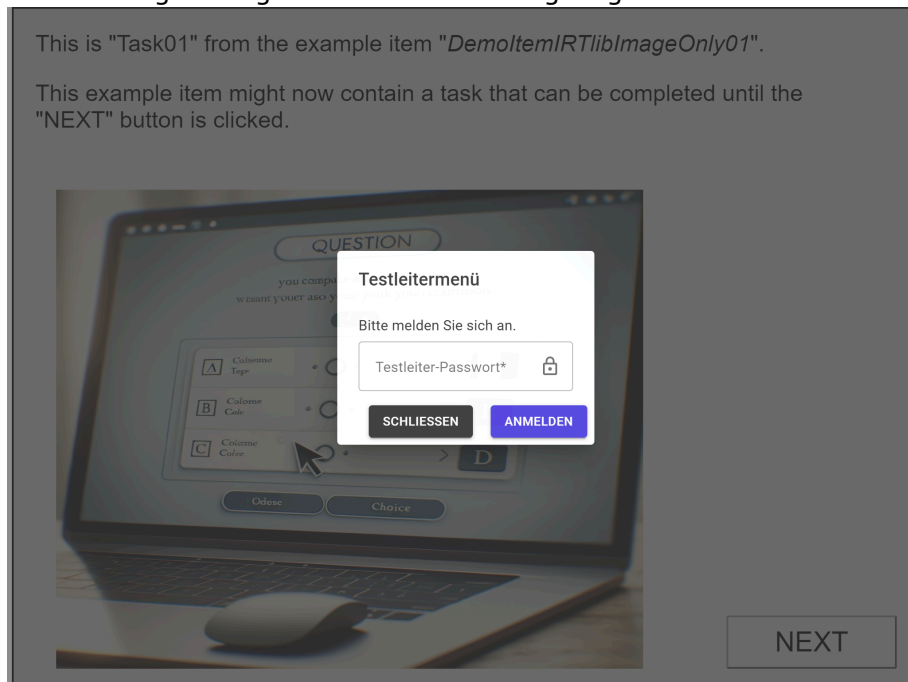 This is "Task01" from the example item "DemoItemIRTlibImageOnly01".
This example item might now contain a task that can be completed until the
"NEXT" button is clicked.
QUESTION
you
Testleitermenü
Bitte melden Sie sich an.
Testleiter-Passwort*
SCHLIESSEN
ANMELDEN
A
B
Colome
C
D
Odese
Choice
NEXT